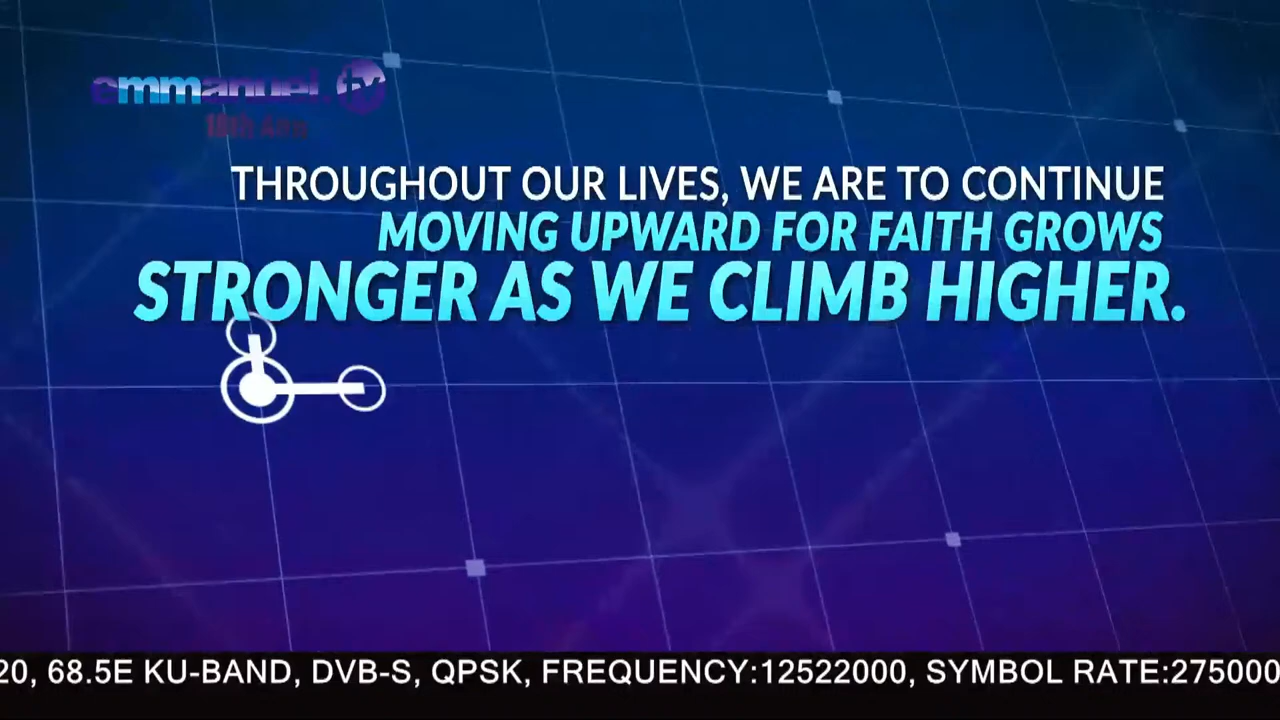 emmanuel.tv
THROUGHOUT OUR LIVES, WE ARE TO CONTINUE
MOVING UPWARD FOR FAITH GROWS
STRONGER AS WE CLIMB HIGHER.
20, 68.5E KU-BAND, DVB-S, QPSK, FREQUENCY:12522000, SYMBOL RATE:275000